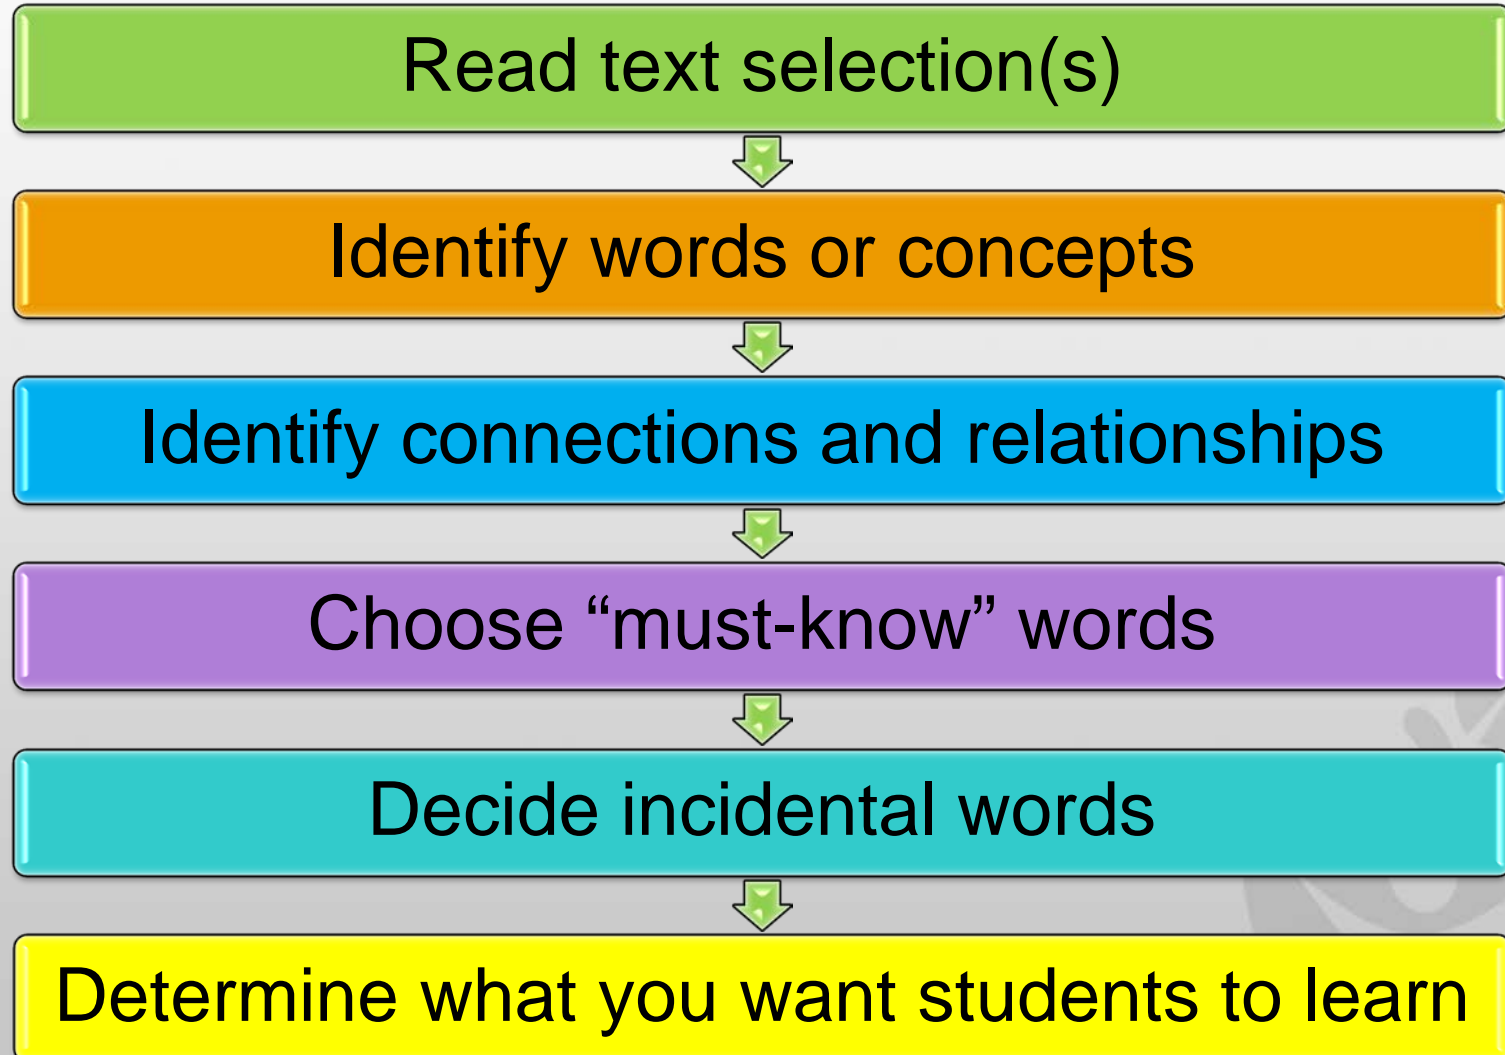 Read text selection(s)
Identify words or concepts
Identify connections and relationships
Choose “must-know” words
Decide incidental words
Determine what you want students to learn